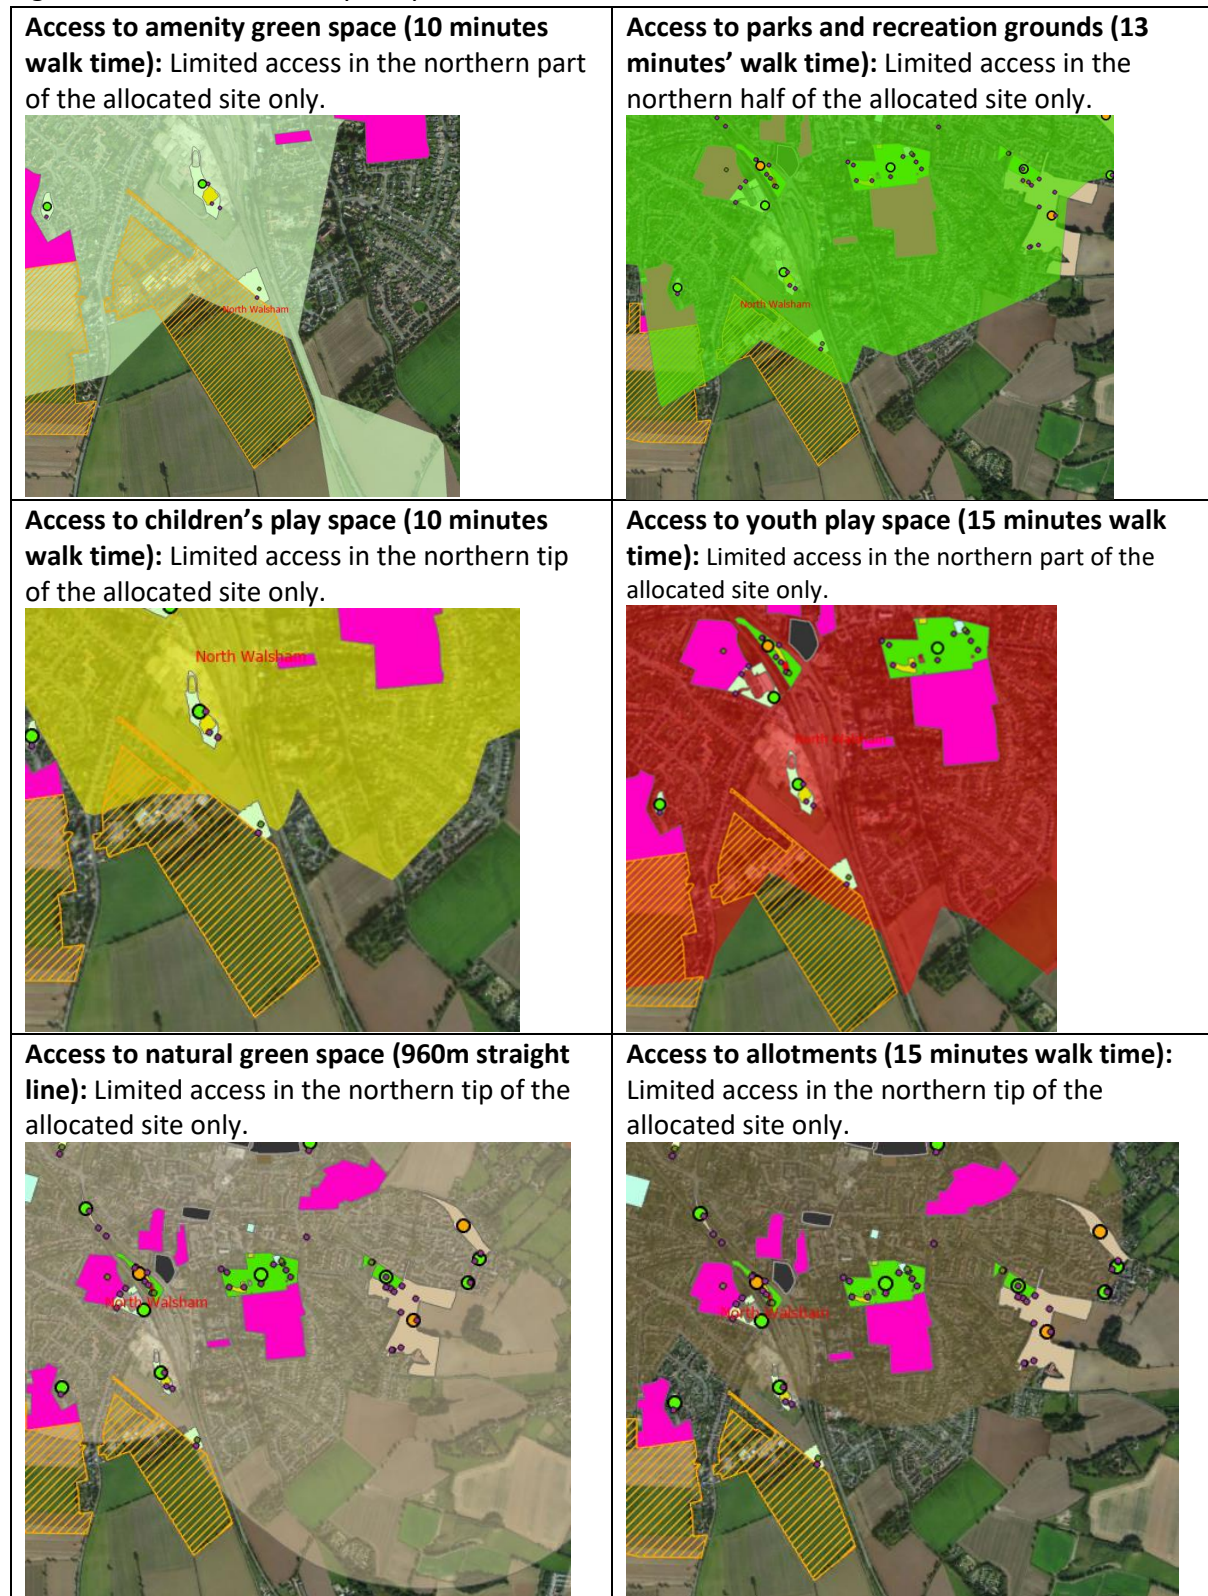 Access to amenity green space (10 minutes
walk time): Limited access in the northern part
of the allocated site only.
North Walsham
Access to parks and recreation grounds (13
minutes’ walk time): Limited access in the
northern half of the allocated site only.
North Walsham
Access to children’s play space (10 minutes
walk time): Limited access in the northern tip
of the allocated site only.
North Walsham
Access to youth play space (15 minutes walk
time): Limited access in the northern part of the
allocated site only.
North Walsham
Access to natural green space (960m straight
line): Limited access in the northern tip of the
allocated site only.
North Walsham
Access to allotments (15 minutes walk time):
Limited access in the northern tip of the
allocated site only.
North Walsham